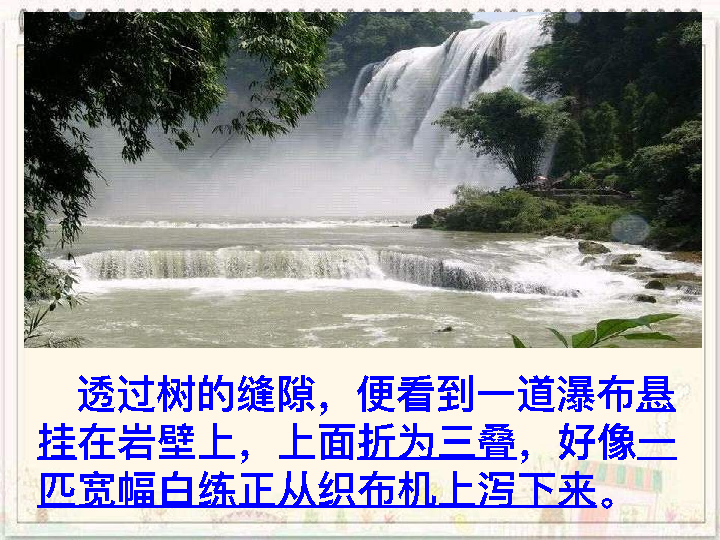 透过树的缝隙，便看到一道瀑布悬
挂在岩壁上，上面折为三叠，好像一
匹宽幅白练正从织布机上泻下来。